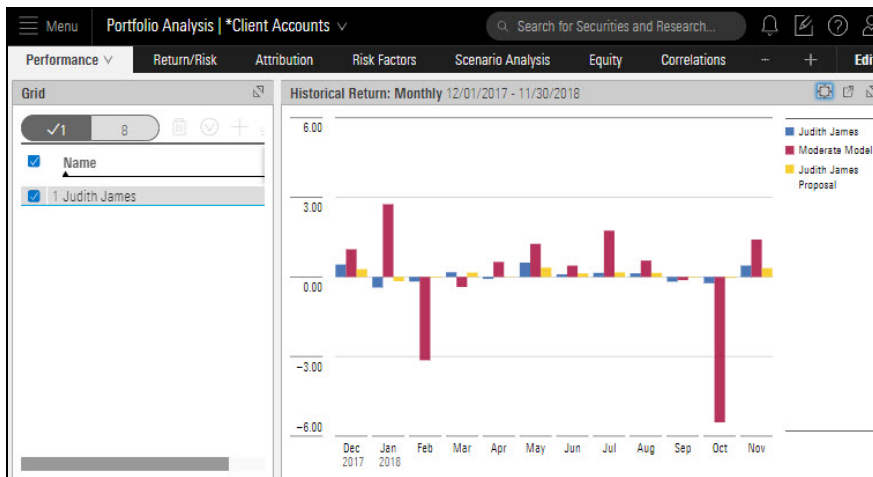 Menu Portfolio Analysis | *Client Accounts Search for Securities and Research...
Performance Return/Risk Attribution Risk Factors Scenario Analysis Equity Correlations
Grid
1 8
Name
1 Judith James
Historical Return: Monthly 12/01/2017 - 11/30/2018
6.00
3.00
0.00
−3.00
−6.00
Dec Jan Feb Mar Apr May Jun Jul Aug Sep Oct Nov
2017 2018
Judith James
Moderate Model
Judith James
Proposal